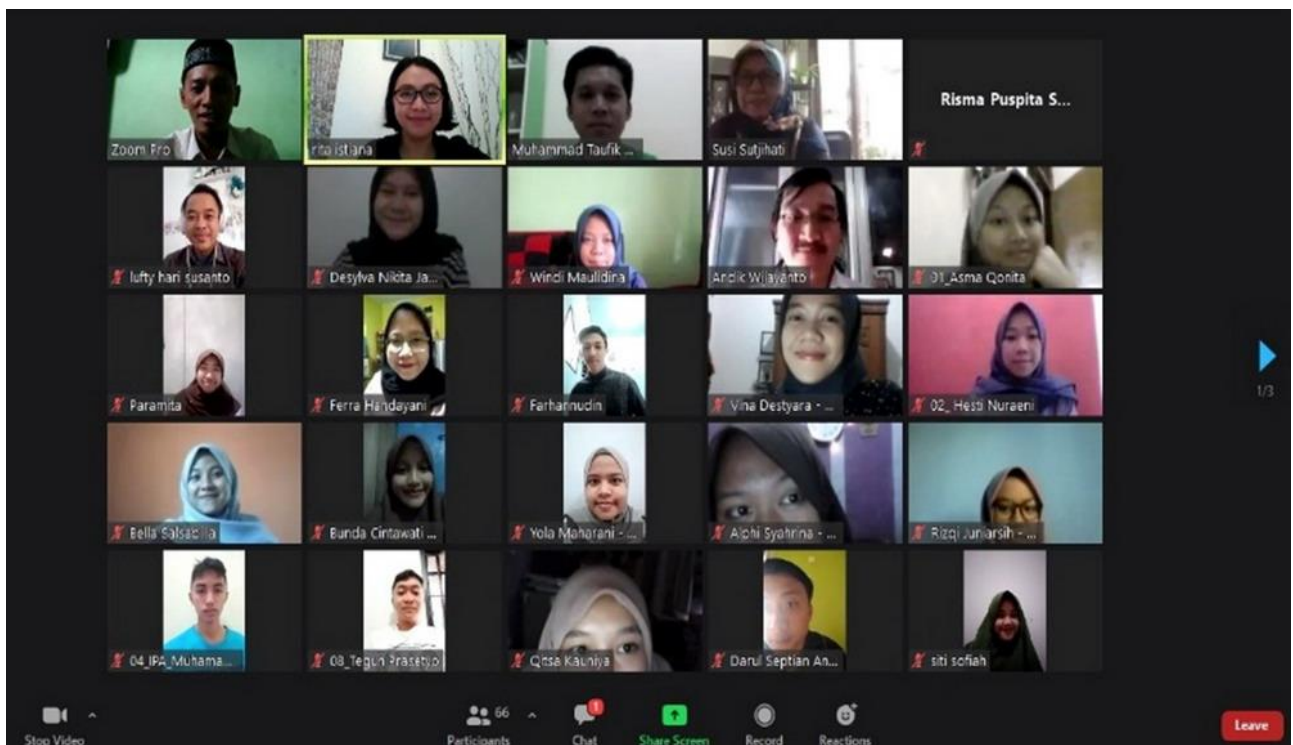 Zoom Pro
rita istiana
Muhammad Taufik ...
Susi Sutjihati
Risma Puspita S...
lufty hari susanto
Desylva Nikita Ja...
Windi Maulidina
Andik Wijayanto
01_Asma Qonita
Paramita
Ferra Handayani
Farhannudin
Vina Destyara - ...
02_ Hesti Nuraeni
Bella Salsabila
Bunda Cintawati ...
Yola Maharani - ...
Alphi Syahrina - ...
Rizqi Juniarsih - ...
04_IPA_Muhama...
08_Teguh Prasetyo
Qitsa Kauniya
Darul Septian An...
siti sofiah
1/3
Stop Video
66
Participants
1
Chat
Share Screen
Record
Reactions
Leave